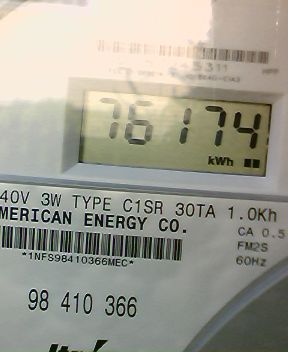 76174
kWh
40V 3W TYPE C1SR 30TA 1.0Kh
MERICAN ENERGY CO.
CA 0.5
FM2S
60Hz
*1NFS98410366MEC*
98 410 366